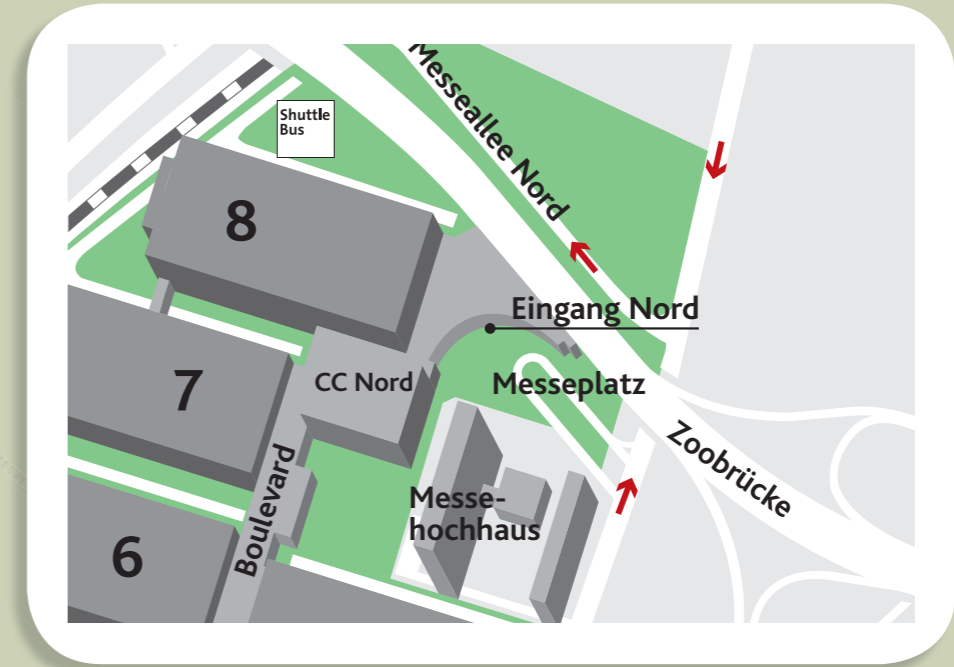 Messeallee Nord
Shuttle
Bus
8
Eingang Nord
7
CC Nord
Messeplatz
Zoobrücke
Boulevard
Messe-
hochhaus
6